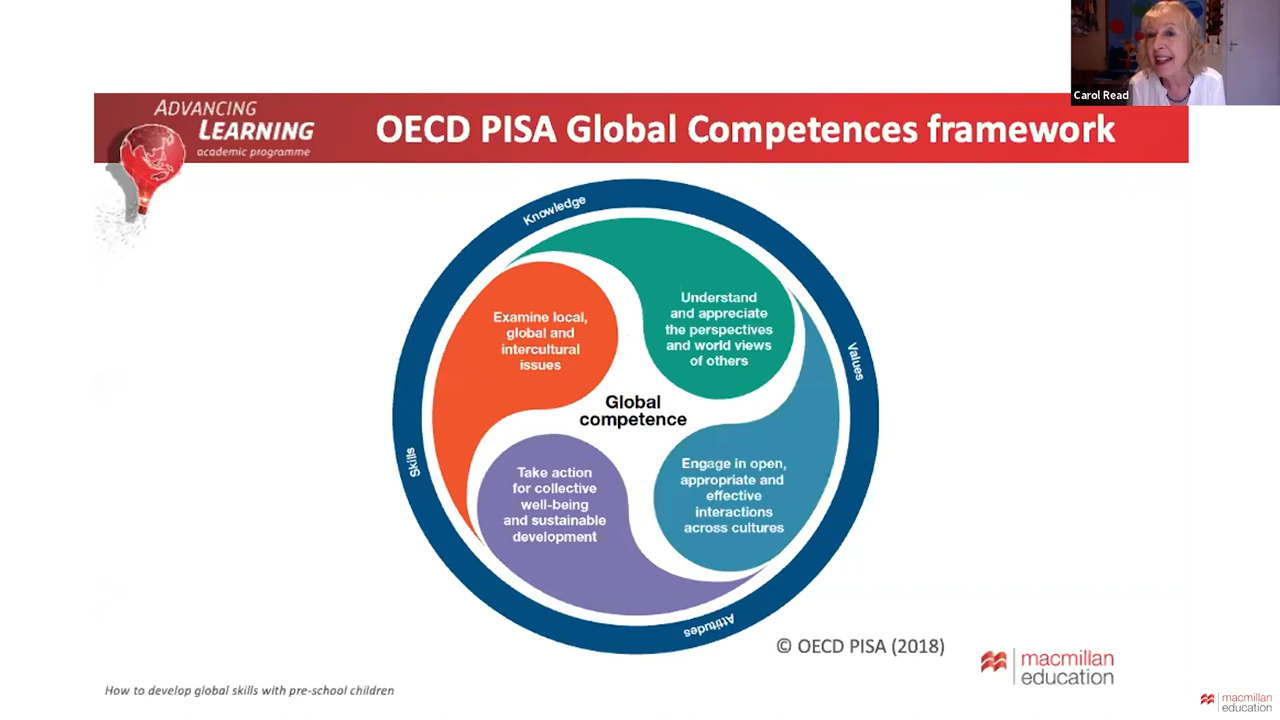 Carol Read
ADVANCING
LEARNING
academic programme
OECD PISA Global Competences framework
Knowledge
Values
Skills
Attitudes
Examine local,
global and
intercultural
issues
Understand
and appreciate
the perspectives
and world views
of others
Global
competence
Take action
for collective
well-being
and sustainable
development
Engage in open,
appropriate and
effective
interactions
across cultures
© OECD PISA (2018)
macmillan
education
How to develop global skills with pre-school children
macmillan
education